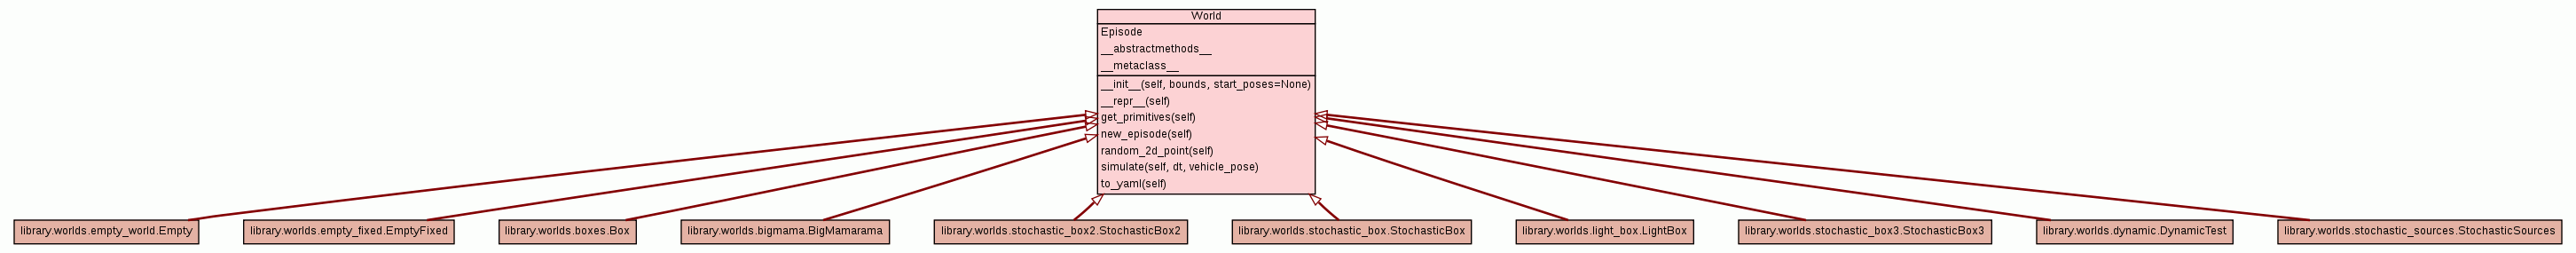 World
Episode
__abstractmethods__
__metaclass__
__init__(self, bounds, start_poses=None)
__repr__(self)
get_primitives(self)
new_episode(self)
random_2d_point(self)
simulate(self, dt, vehicle_pose)
to_yaml(self)
library.worlds.empty_world.Empty
library.worlds.empty_fixed.EmptyFixed
library.worlds.boxes.Box
library.worlds.bigmama.BigMamarama
library.worlds.stochastic_box2.StochasticBox2
library.worlds.stochastic_box.StochasticBox
library.worlds.light_box.LightBox
library.worlds.stochastic_box3.StochasticBox3
library.worlds.dynamic.DynamicTest
library.worlds.stochastic_sources.StochasticSources